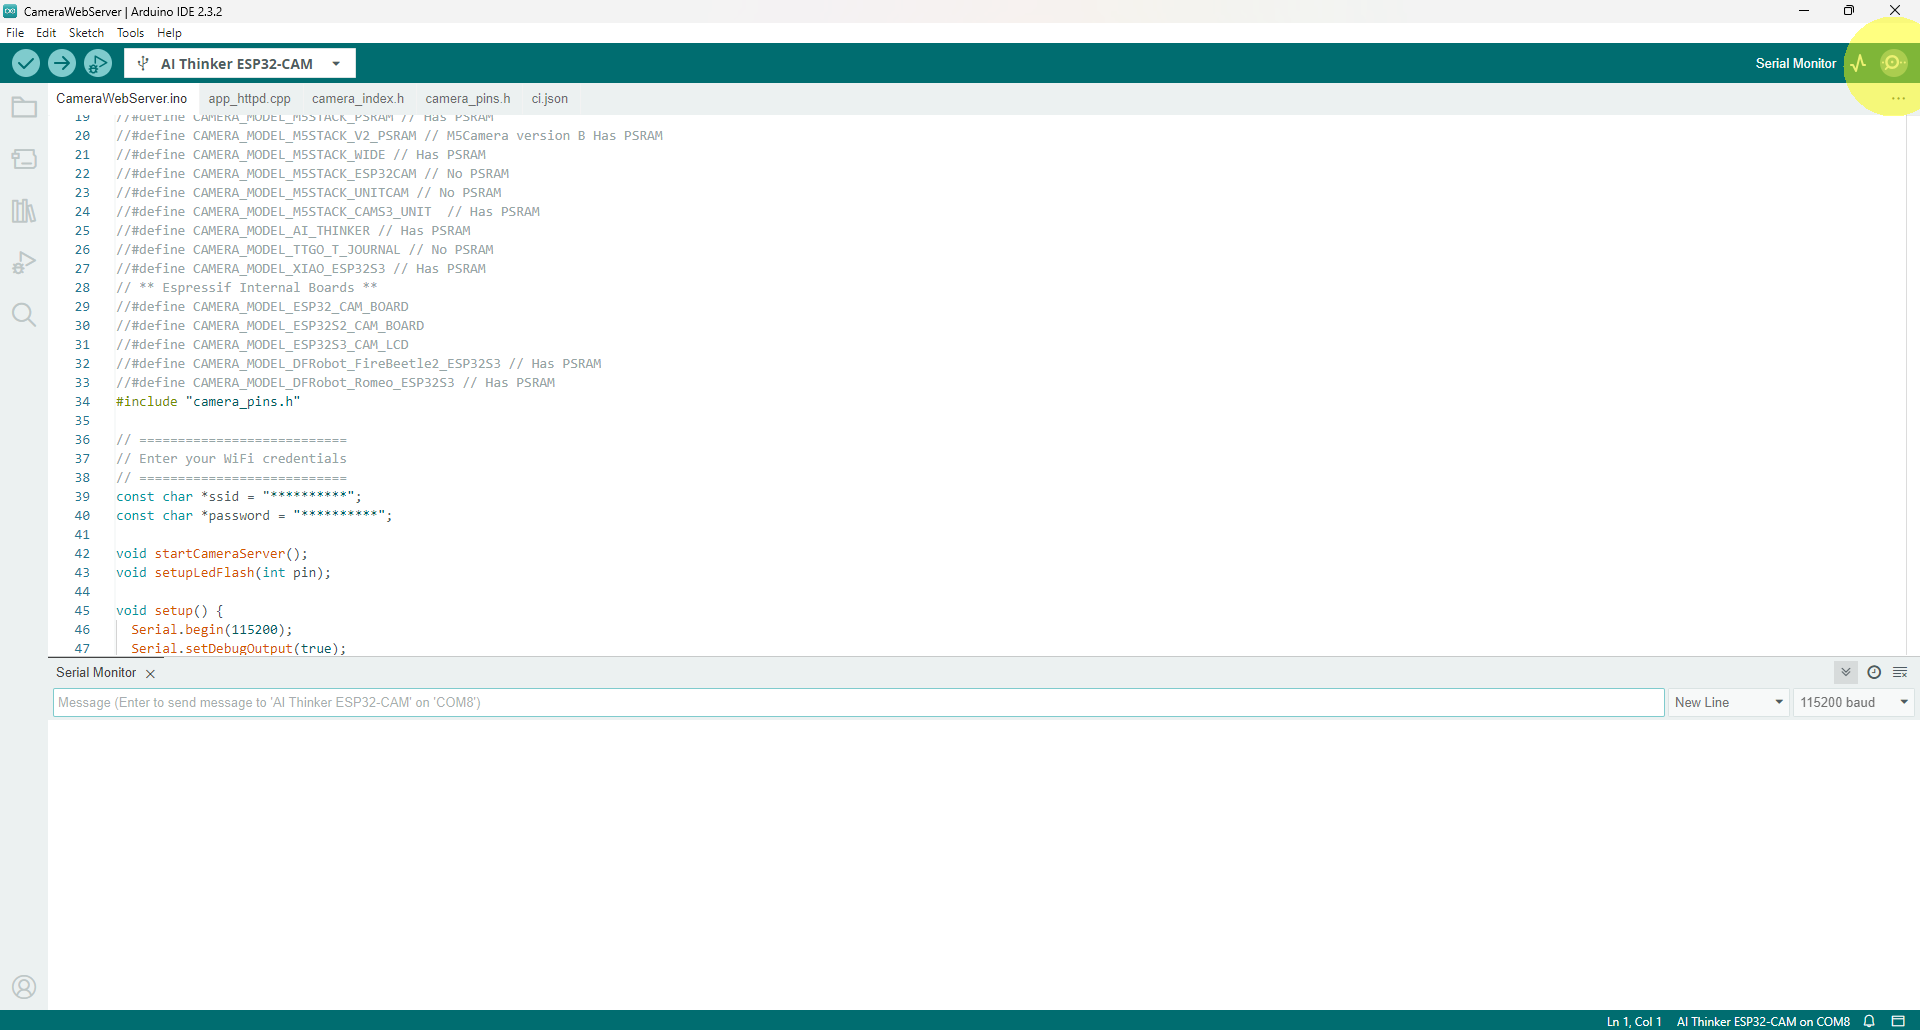 CameraWebServer | Arduino IDE 2.3.2
File Edit Sketch Tools Help
AI Thinker ESP32-CAM
Serial Monitor
CameraWebServer.ino app_httpd.cpp camera_index.h camera_pins.h ci.json
19 //#define CAMERA_MODEL_M5STACK_PSRAM // Has PSRAM
20 //#define CAMERA_MODEL_M5STACK_V2_PSRAM // M5Camera version B Has PSRAM
21 //#define CAMERA_MODEL_M5STACK_WIDE // Has PSRAM
22 //#define CAMERA_MODEL_M5STACK_ESP32CAM // No PSRAM
23 //#define CAMERA_MODEL_M5STACK_UNITCAM // No PSRAM
24 //#define CAMERA_MODEL_M5STACK_CAMS3_UNIT  // Has PSRAM
25 //#define CAMERA_MODEL_AI_THINKER // Has PSRAM
26 //#define CAMERA_MODEL_TTGO_T_JOURNAL // No PSRAM
27 //#define CAMERA_MODEL_XIAO_ESP32S3 // Has PSRAM
28 // ** Espressif Internal Boards **
29 //#define CAMERA_MODEL_ESP32_CAM_BOARD
30 //#define CAMERA_MODEL_ESP32S2_CAM_BOARD
31 //#define CAMERA_MODEL_ESP32S3_CAM_LCD
32 //#define CAMERA_MODEL_DFRobot_FireBeetle2_ESP32S3 // Has PSRAM
33 //#define CAMERA_MODEL_DFRobot_Romeo_ESP32S3 // Has PSRAM
34 #include "camera_pins.h"
35
36 // ===========================
37 // Enter your WiFi credentials
38 // ===========================
39 const char *ssid = "**********";
40 const char *password = "**********";
41
42 void startCameraServer();
43 void setupLedFlash(int pin);
44
45 void setup() {
46 Serial.begin(115200);
47 Serial.setDebugOutput(true);
Serial Monitor
Message (Enter to send message to 'AI Thinker ESP32-CAM' on 'COM8') New Line 115200 baud
Ln 1, Col 1 AI Thinker ESP32-CAM on COM8